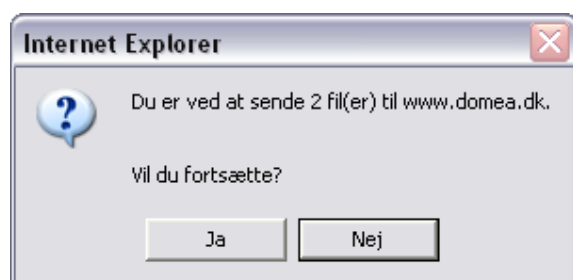 Internet Explorer
Du er ved at sende 2 fil(er) til www.domea.dk.
Vil du fortsætte?
Ja
Nej